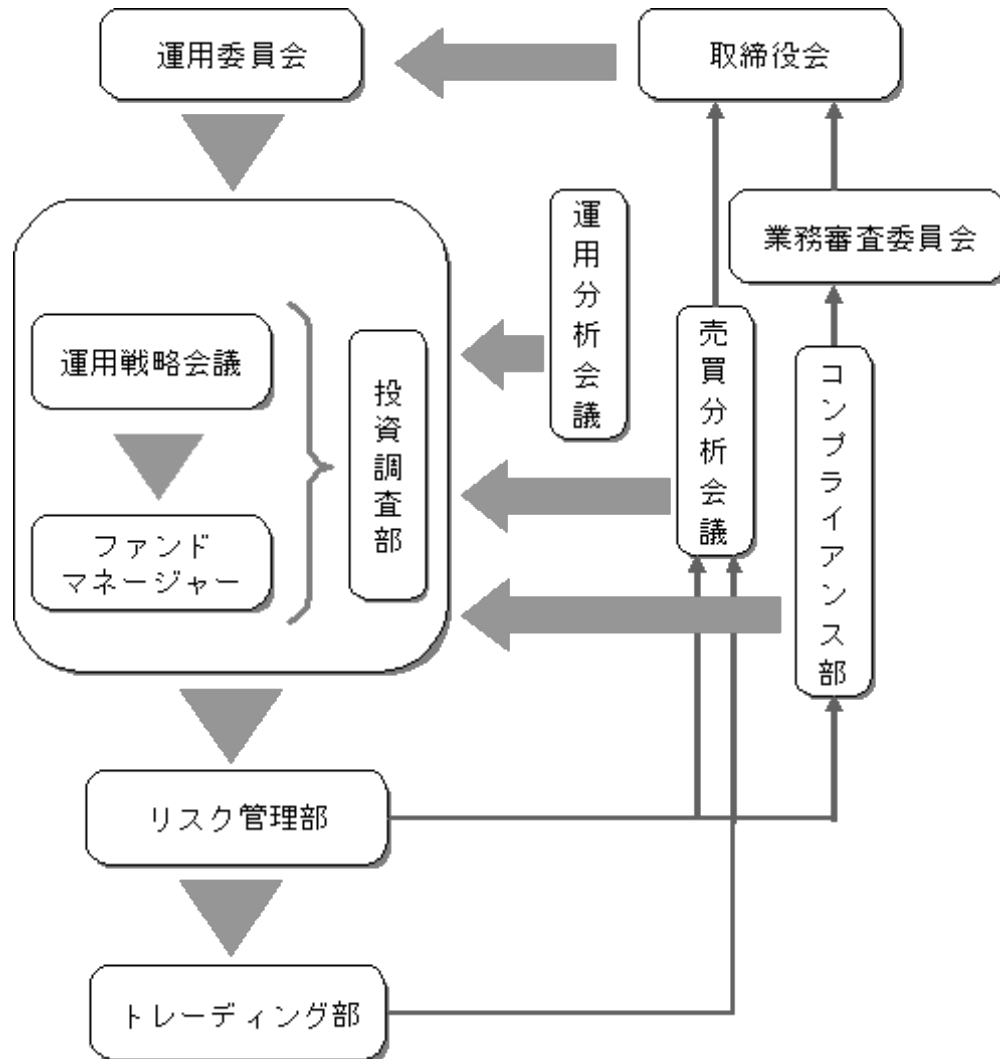 運用委員会
取締役会
業務審査委員会
運用分析会議
売買分析会議
コンプライアンス部
運用戦略会議
投資調査部
ファンド
マネージャー
リスク管理部
トレーディング部